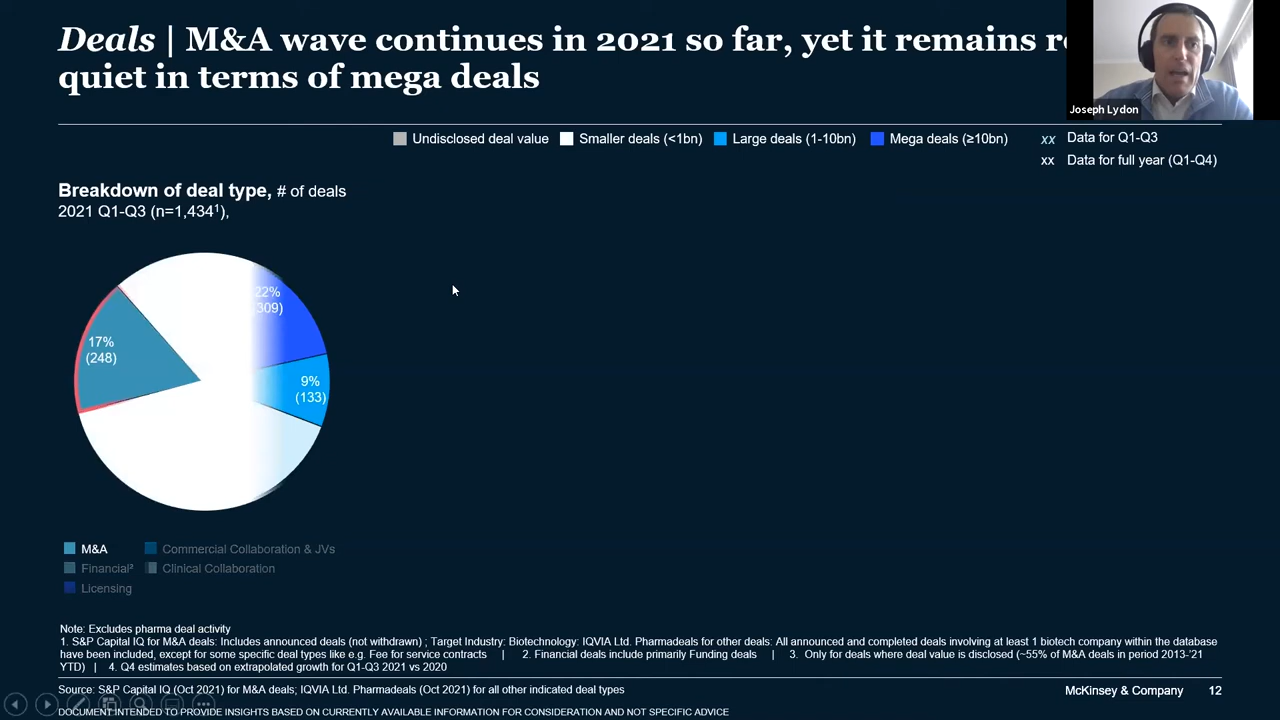 Deals | M&A wave continues in 2021 so far, yet it remains
quiet in terms of mega deals
Joseph Lydon
Undisclosed deal value
Smaller deals (<1bn)
Large deals (1-10bn)
Mega deals (≥10bn)
xx Data for Q1-Q3
xx Data for full year (Q1-Q4)
Breakdown of deal type, # of deals
2021 Q1-Q3 (n=1,434¹),
22%
(309)
17%
(248)
9%
(133)
M&A
Commercial Collaboration & JVs
Financial²
Clinical Collaboration
Licensing
Note: Excludes pharma deal activity
1. S&P Capital IQ for M&A deals: Includes announced deals (not withdrawn) ; Target Industry: Biotechnology: IQVIA Ltd. Pharmadeals for other deals: All announced and completed deals involving at least 1 biotech company within the database
have been included, except for some specific deal types like e.g. Fee for service contracts | 2. Financial deals include primarily Funding deals | 3. Only for deals where deal value is disclosed (~55% of M&A deals in period 2013-'21
YTD) | 4. Q4 estimates based on extrapolated growth for Q1-Q3 2021 vs 2020
Source: S&P Capital IQ (Oct 2021) for M&A deals; IQVIA Ltd. Pharmadeals (Oct 2021) for all other indicated deal types
McKinsey & Company 12
DOCUMENT INTENDED TO PROVIDE INSIGHTS BASED ON CURRENTLY AVAILABLE INFORMATION FOR CONSIDERATION AND NOT SPECIFIC ADVICE